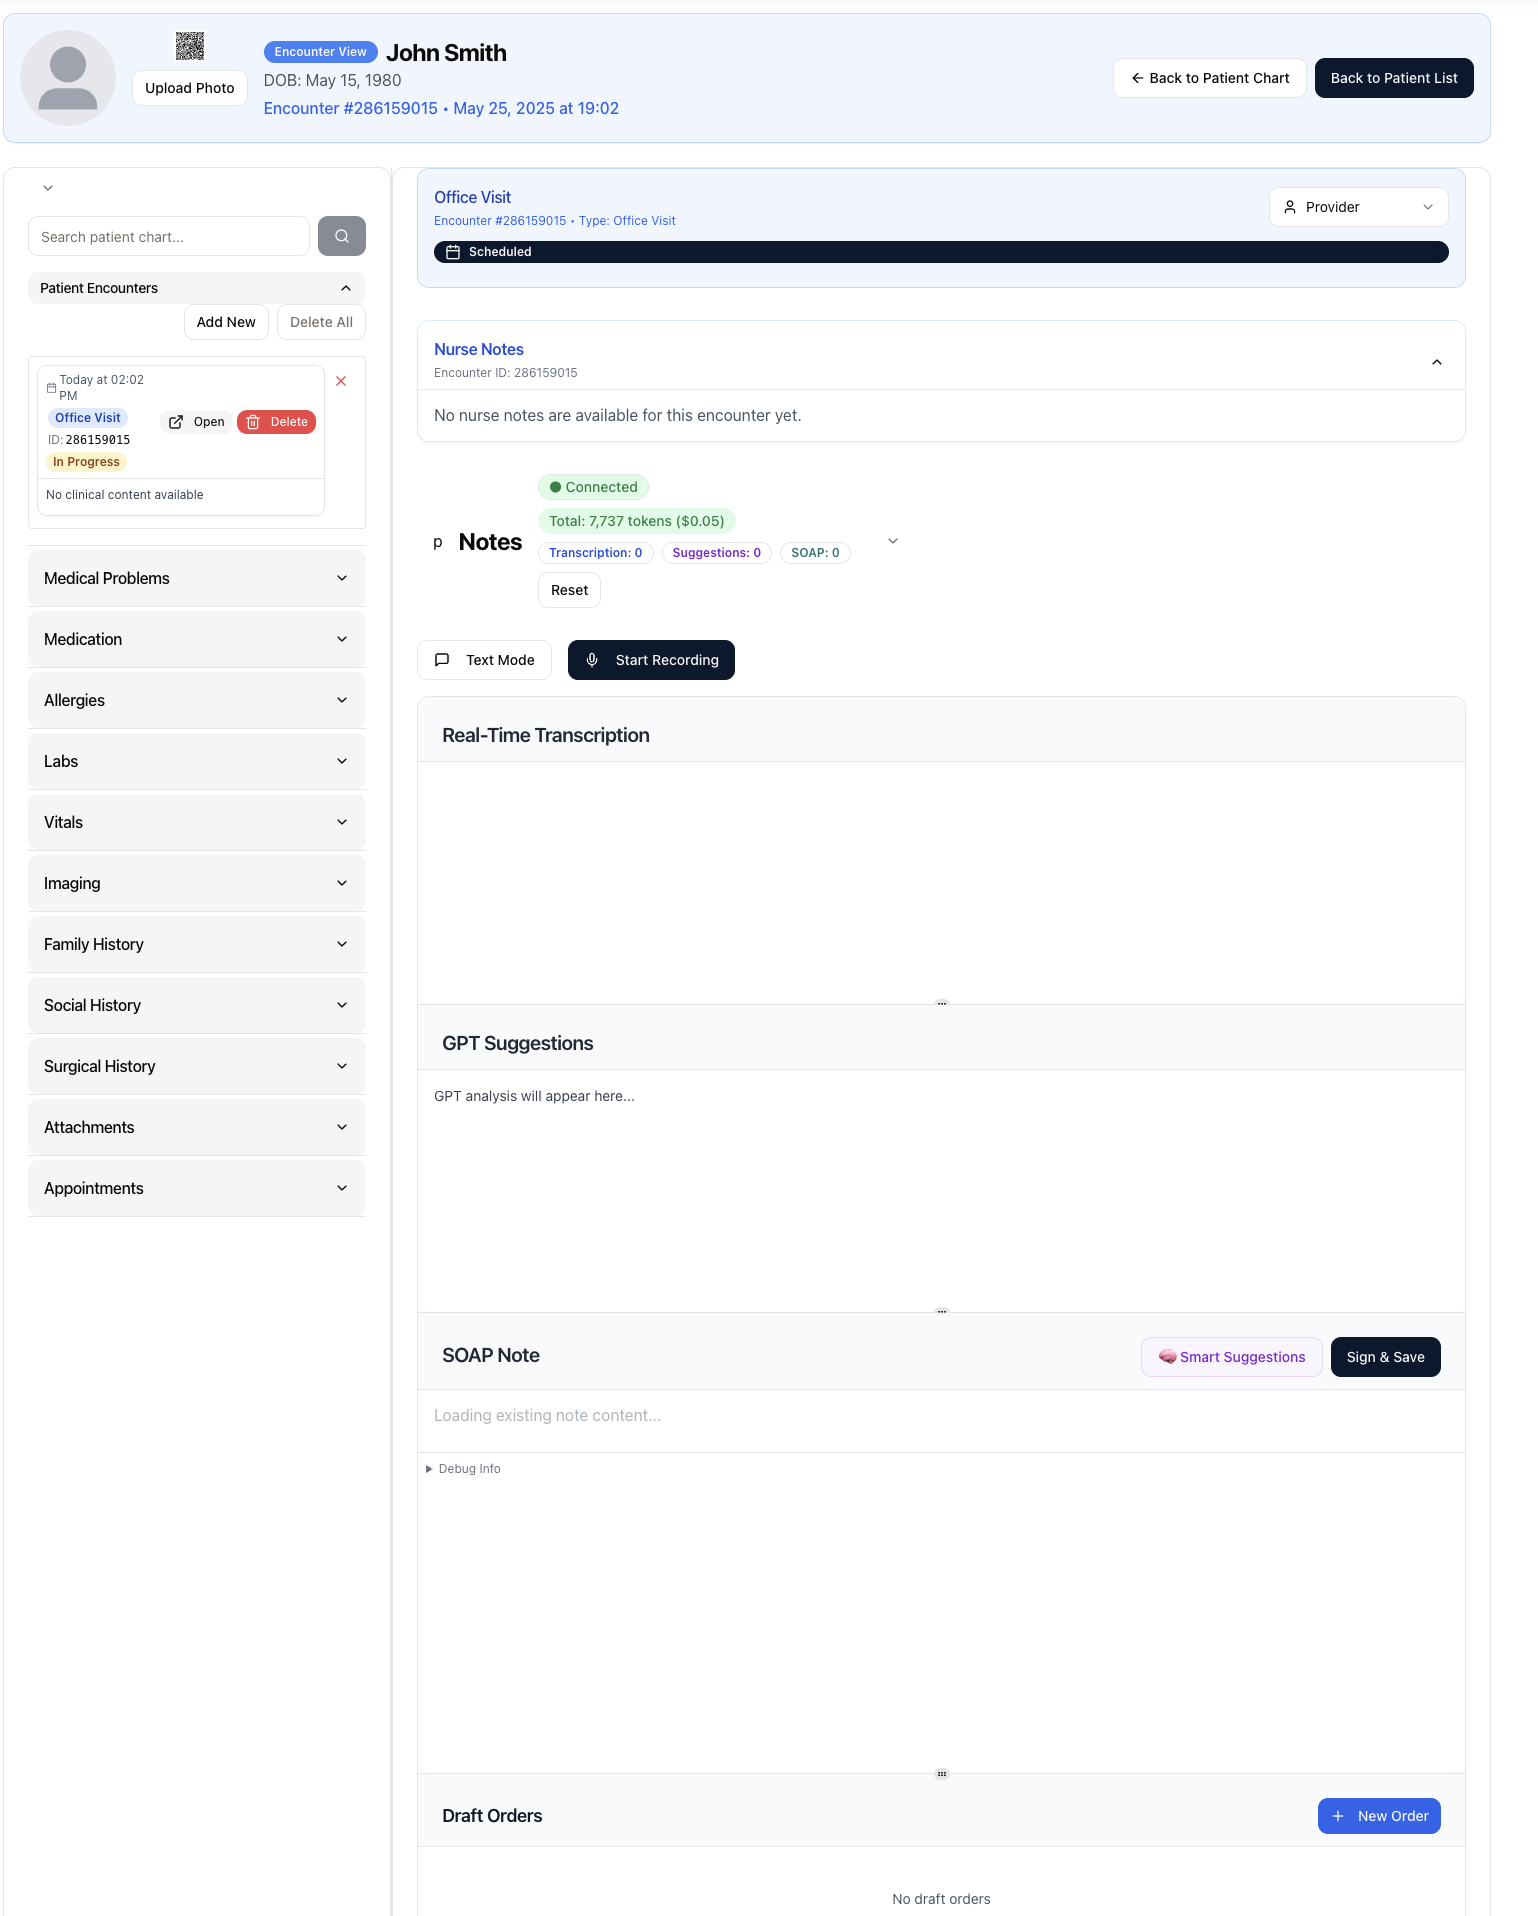 Encounter View
John Smith
Upload Photo
DOB: May 15, 1980
Encounter #286159015 • May 25, 2025 at 19:02
Back to Patient Chart
Back to Patient List
Search patient chart...
Patient Encounters
Add New
Delete All
Today at 02:02
PM
Office Visit
Open
Delete
ID: 286159015
In Progress
No clinical content available
Medical Problems
Medication
Allergies
Labs
Vitals
Imaging
Family History
Social History
Surgical History
Attachments
Appointments
Office Visit
Encounter #286159015 • Type: Office Visit
Provider
Scheduled
Nurse Notes
Encounter ID: 286159015
No nurse notes are available for this encounter yet.
p
Notes
Connected
Total: 7,737 tokens ($0.05)
Transcription: 0
Suggestions: 0
SOAP: 0
Reset
Text Mode
Start Recording
Real-Time Transcription
GPT Suggestions
GPT analysis will appear here...
SOAP Note
Smart Suggestions
Sign & Save
Loading existing note content...
Debug Info
Draft Orders
New Order
No draft orders